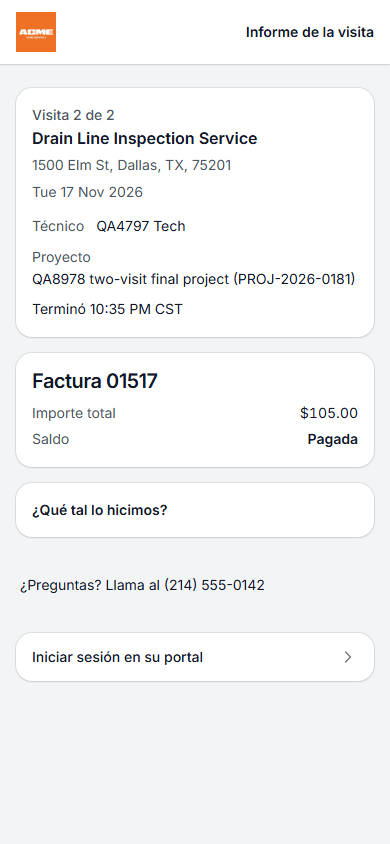 ACME
Informe de la visita
Visita 2 de 2
Drain Line Inspection Service
1500 Elm St, Dallas, TX, 75201
Tue 17 Nov 2026
Técnico QA4797 Tech
Proyecto
QA8978 two-visit final project (PROJ-2026-0181)
Terminó 10:35 PM CST
Factura 01517
Importe total $105.00
Saldo Pagada
¿Qué tal lo hicimos?
¿Preguntas? Llama al (214) 555-0142
Iniciar sesión en su portal